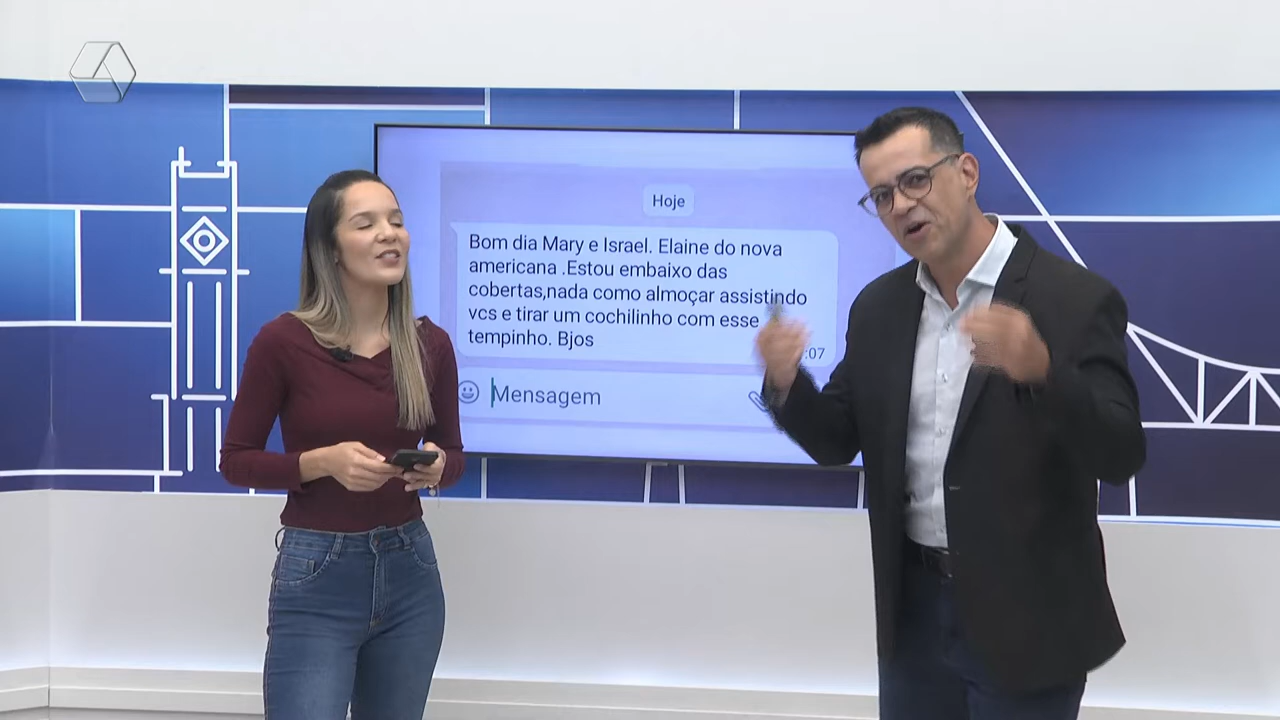 Hoje
Bom dia Mary e Israel. Elaine do nova
americana .Estou embaixo das
cobertas,nada como almoçar assistindo
vcs e tirar um cochilinho com esse
tempinho. Bjos
:07
Mensagem